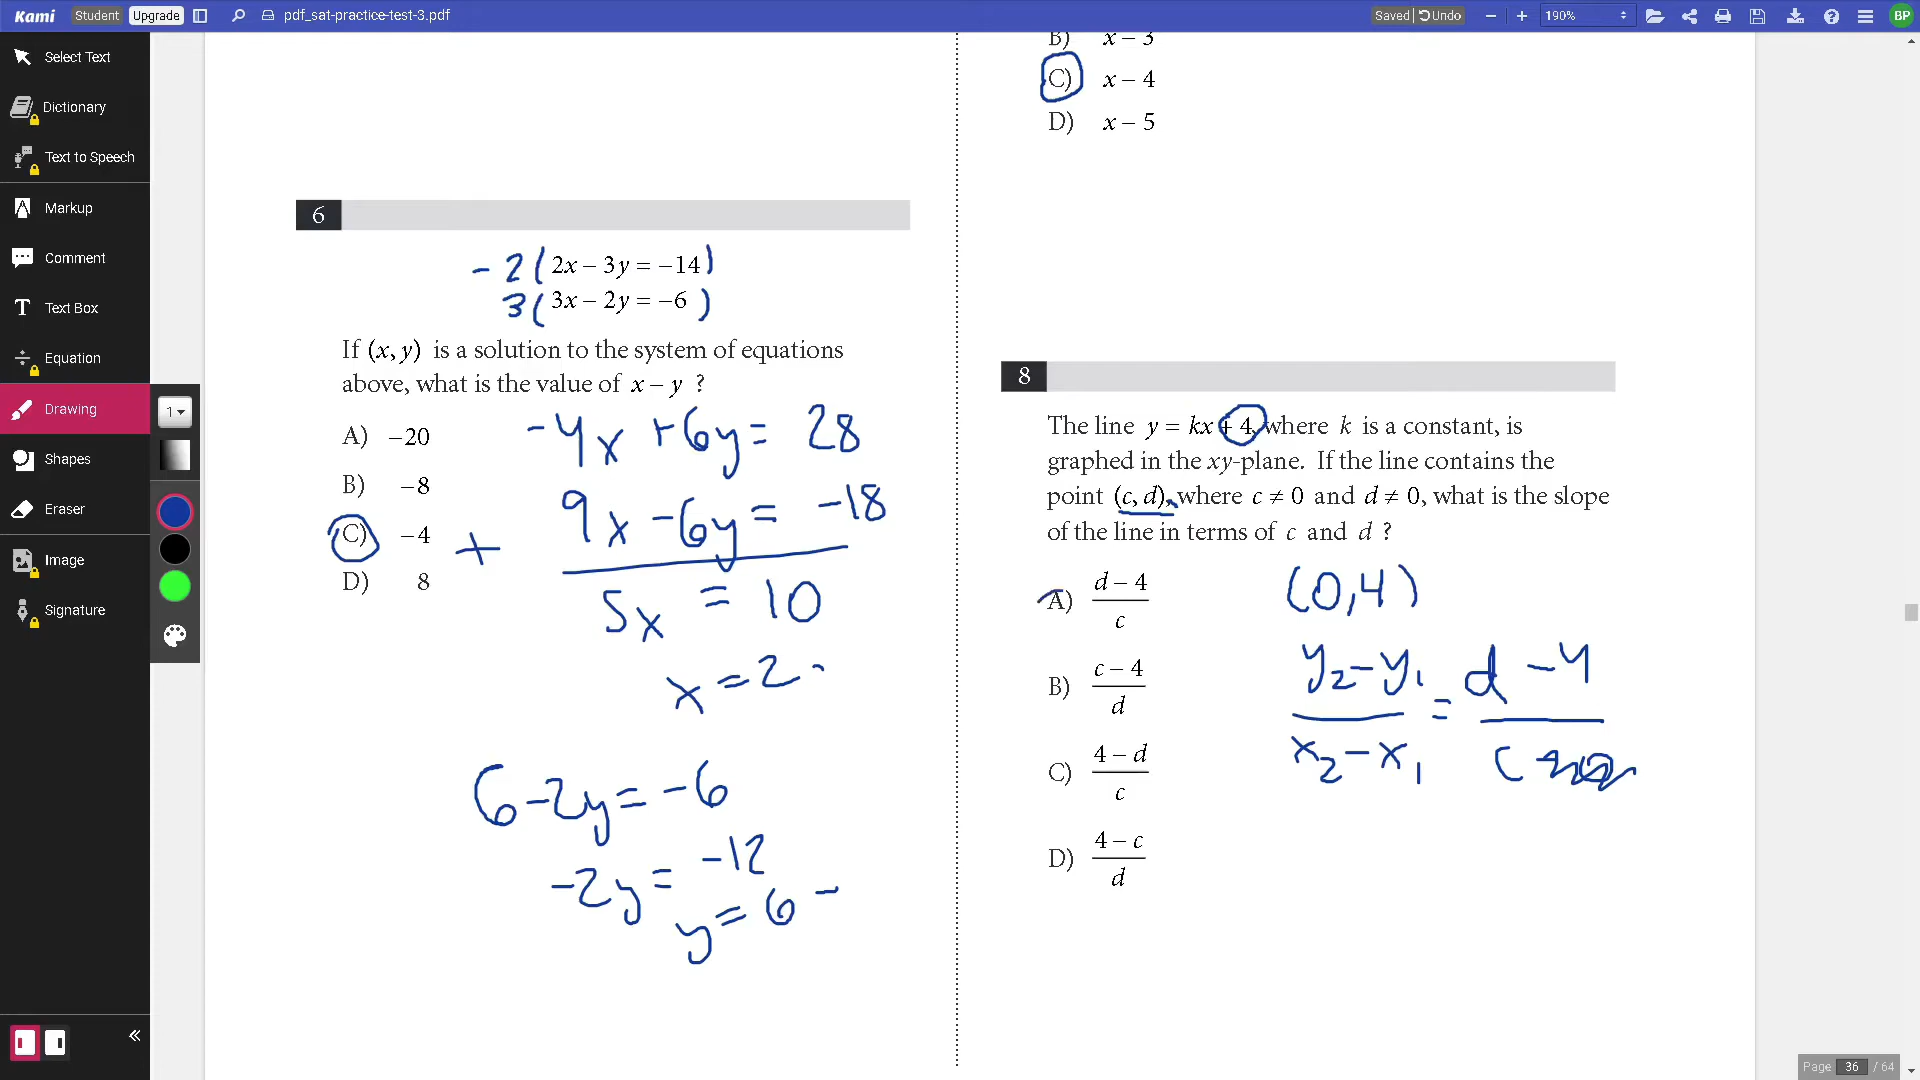 Kami Student Upgrade pdf_sat-practice-test-3.pdf Saved Undo 190% BP
Select Text
Dictionary
Text to Speech
Markup
Comment
Text Box
Equation
Drawing
1
Shapes
Eraser
Image
Signature
6
-2(2x − 3y = −14)
3(3x − 2y = −6)
If (x, y) is a solution to the system of equations
above, what is the value of x − y ?
A) −20
B) −8
C) −4
D) 8
-4x +6y = 28
9x -6y = -18
+
5x = 10
x = 2 -
6-2y = -6
-2y = -12
y = 6 -
B) x − 3
C) x − 4
D) x − 5
8
The line y = kx + 4, where k is a constant, is
graphed in the xy-plane. If the line contains the
point (c, d), where c ≠ 0 and d ≠ 0, what is the slope
of the line in terms of c and d ?
A) d − 4
c
B) c − 4
d
C) 4 − d
c
D) 4 − c
d
(0,4)
y2-y1 = d -4
x2-x1 c
Page 36 / 64